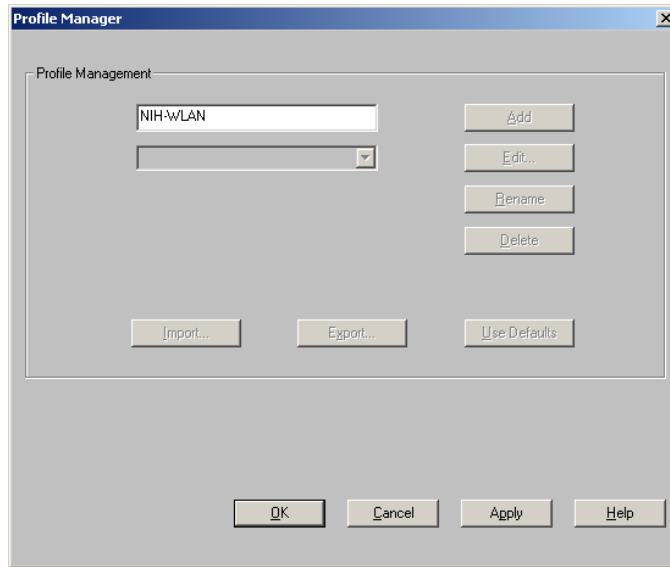 Profile Manager
Profile Management
NIH-WLAN
Add
Edit...
Rename
Delete
Import...
Export...
Use Defaults
OK
Cancel
Apply
Help